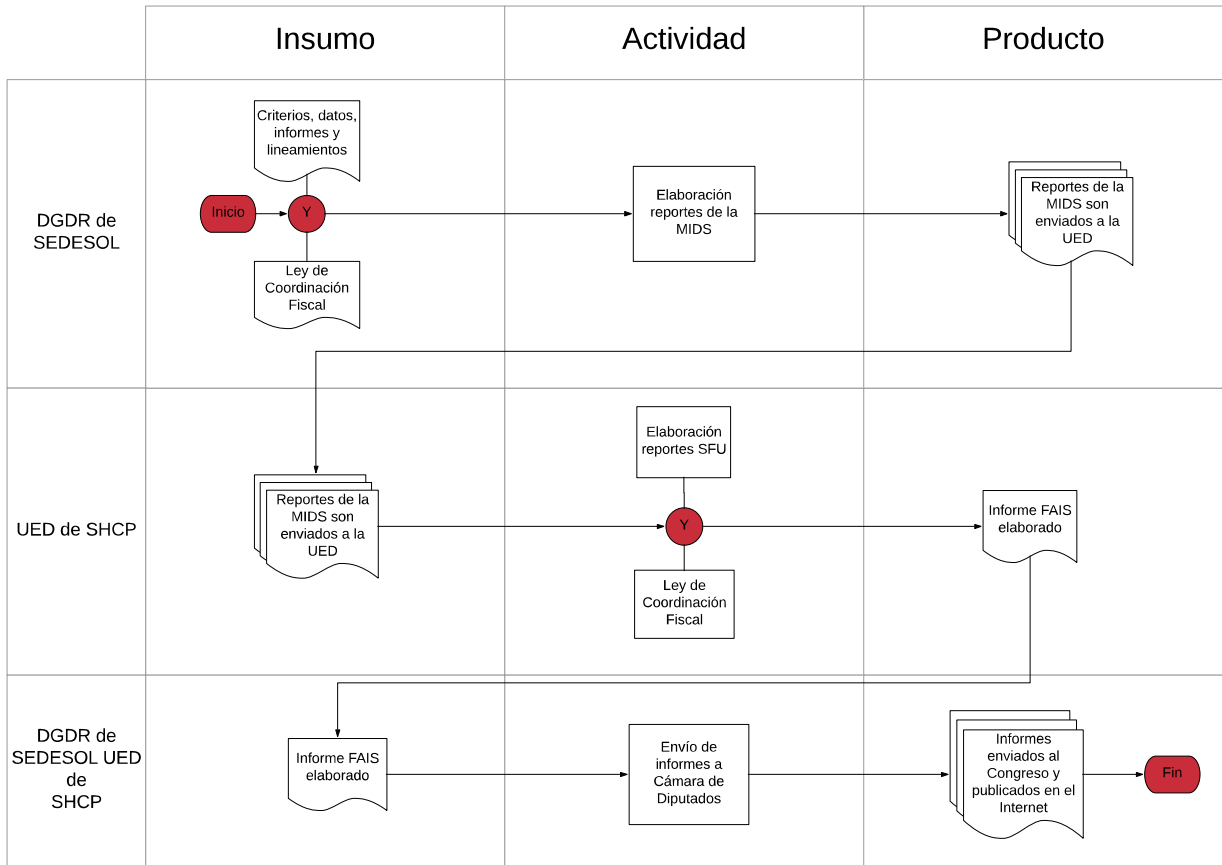 Insumo
Actividad
Producto
DGDR de
SEDESOL
Criterios, datos,
informes y
lineamientos
Inicio
Y
Ley de
Coordinación
Fiscal
Elaboración
reportes de la
MIDS
Reportes de la
MIDS son
enviados a la
UED
UED de SHCP
Reportes de la
MIDS son
enviados a la
UED
Elaboración
reportes SFU
Y
Ley de
Coordinación
Fiscal
Informe FAIS
elaborado
DGDR de
SEDESOL UED
de
SHCP
Informe FAIS
elaborado
Envío de
informes a
Cámara de
Diputados
Informes
enviados al
Congreso y
publicados en el
Internet
Fin